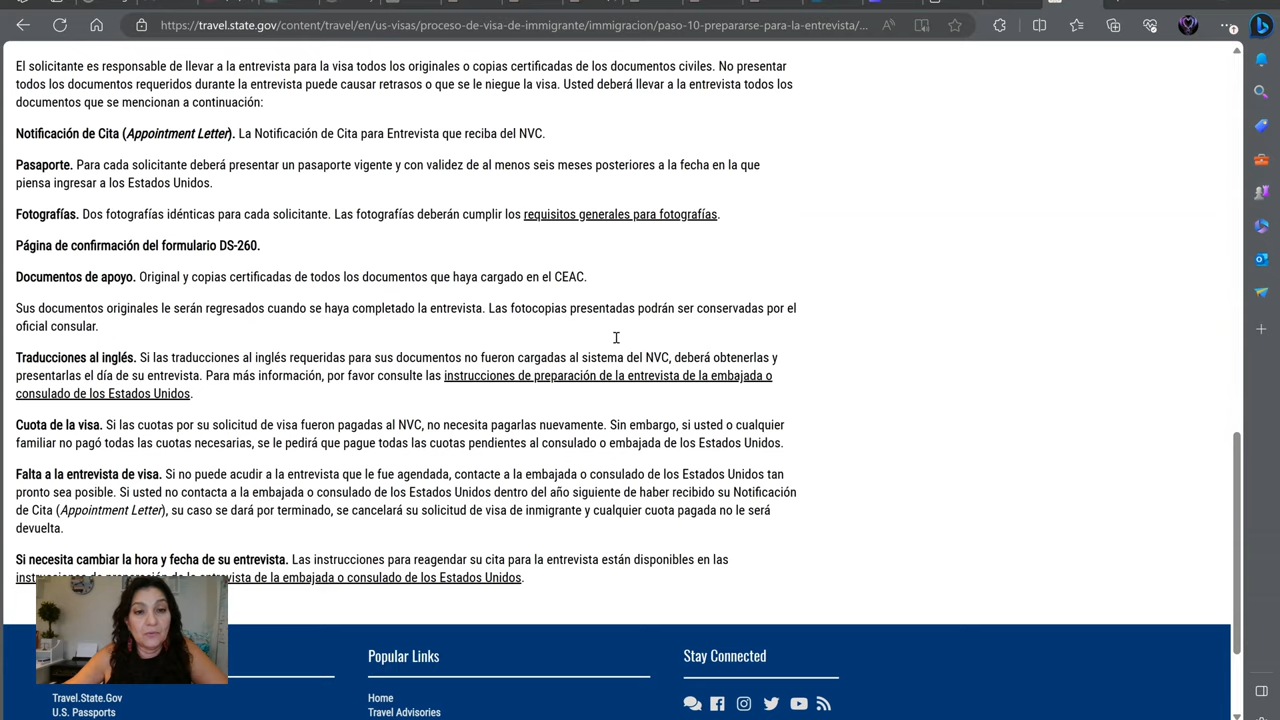 https://travel.state.gov/content/travel/en/us-visas/proceso-de-visa-de-immigrante/immigracion/paso-10-prepararse-para-la-entrevista/...
El solicitante es responsable de llevar a la entrevista para la visa todos los originales o copias certificadas de los documentos civiles. No presentar
todos los documentos requeridos durante la entrevista puede causar retrasos o que se le niegue la visa. Usted deberá llevar a la entrevista todos los
documentos que se mencionan a continuación:
Notificación de Cita (Appointment Letter). La Notificación de Cita para Entrevista que reciba del NVC.
Pasaporte. Para cada solicitante deberá presentar un pasaporte vigente y con validez de al menos seis meses posteriores a la fecha en la que
piensa ingresar a los Estados Unidos.
Fotografías. Dos fotografías idénticas para cada solicitante. Las fotografías deberán cumplir los requisitos generales para fotografías.
Página de confirmación del formulario DS-260.
Documentos de apoyo. Original y copias certificadas de todos los documentos que haya cargado en el CEAC.
Sus documentos originales le serán regresados cuando se haya completado la entrevista. Las fotocopias presentadas podrán ser conservadas por el
oficial consular.
Traducciones al inglés. Si las traducciones al inglés requeridas para sus documentos no fueron cargadas al sistema del NVC, deberá obtenerlas y
presentarlas el día de su entrevista. Para más información, por favor consulte las instrucciones de preparación de la entrevista de la embajada o
consulado de los Estados Unidos.
Cuota de la visa. Si las cuotas por su solicitud de visa fueron pagadas al NVC, no necesita pagarlas nuevamente. Sin embargo, si usted o cualquier
familiar no pagó todas las cuotas necesarias, se le pedirá que pague todas las cuotas pendientes al consulado o embajada de los Estados Unidos.
Falta a la entrevista de visa. Si no puede acudir a la entrevista que le fue agendada, contacte a la embajada o consulado de los Estados Unidos tan
pronto sea posible. Si usted no contacta a la embajada o consulado de los Estados Unidos dentro del año siguiente de haber recibido su Notificación
de Cita (Appointment Letter), su caso se dará por terminado, se cancelará su solicitud de visa de inmigrante y cualquier cuota pagada no le será
devuelta.
Si necesita cambiar la hora y fecha de su entrevista. Las instrucciones para reagendar su cita para la entrevista están disponibles en las
instrucciones de preparación de la entrevista de la embajada o consulado de los Estados Unidos.
Popular Links
Stay Connected
Travel.State.Gov
Home
U.S. Passports
Travel Advisories